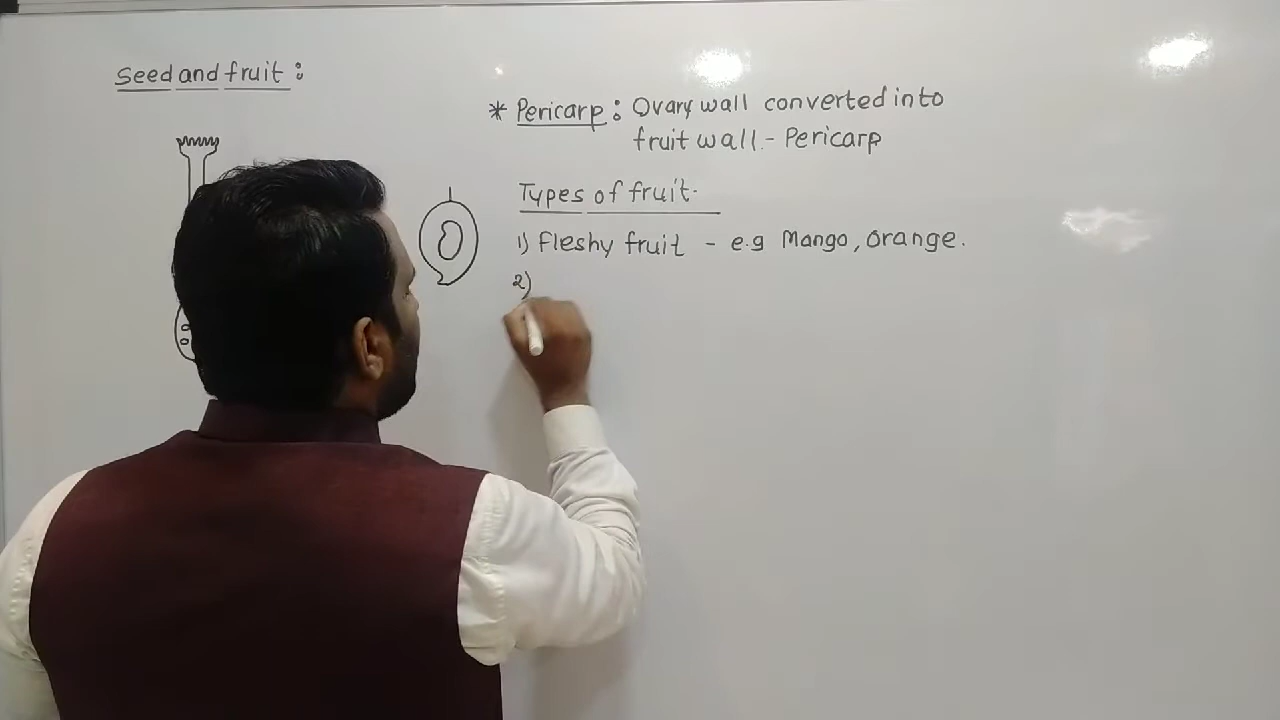 Seed and fruit :
* Pericarp : Ovary wall converted into
fruit wall.- Pericarp
Types of fruit.
1) Fleshy fruit - e.g Mango, Orange.
2)